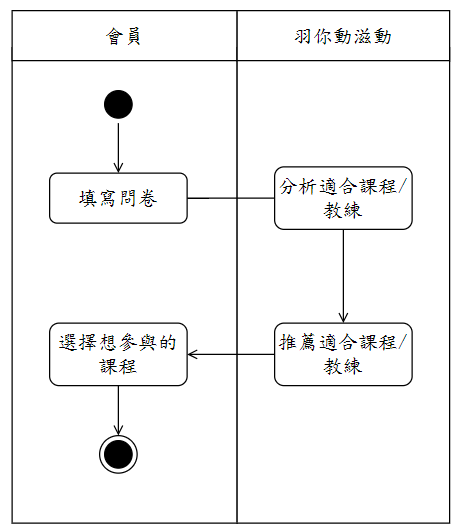 會員
羽你動滋動
填寫問卷
分析適合課程/
教練
選擇想參與的
課程
推薦適合課程/
教練